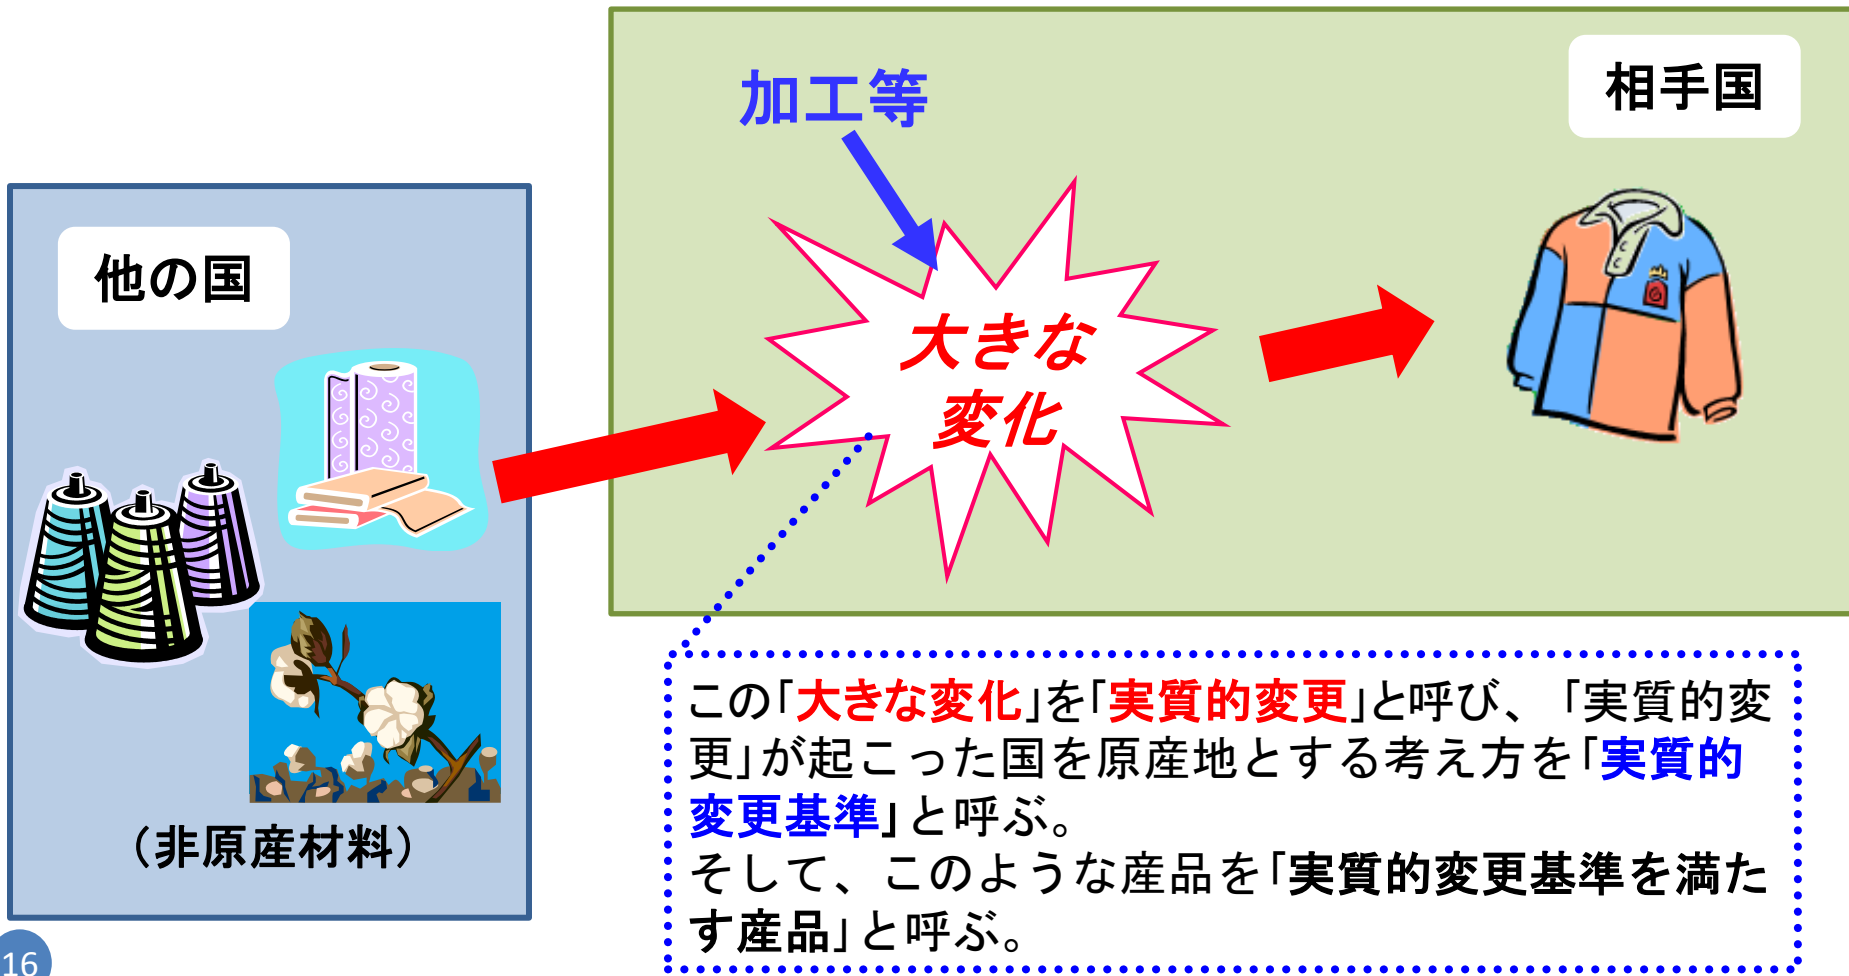 加工等
相手国
他の国
大きな
変化
（非原産材料）
この「大きな変化」を「実質的変更」と呼び、「実質的変
更」が起こった国を原産地とする考え方を「実質的
変更基準」と呼ぶ。
そして、このような産品を「実質的変更基準を満た
す産品」と呼ぶ。
16